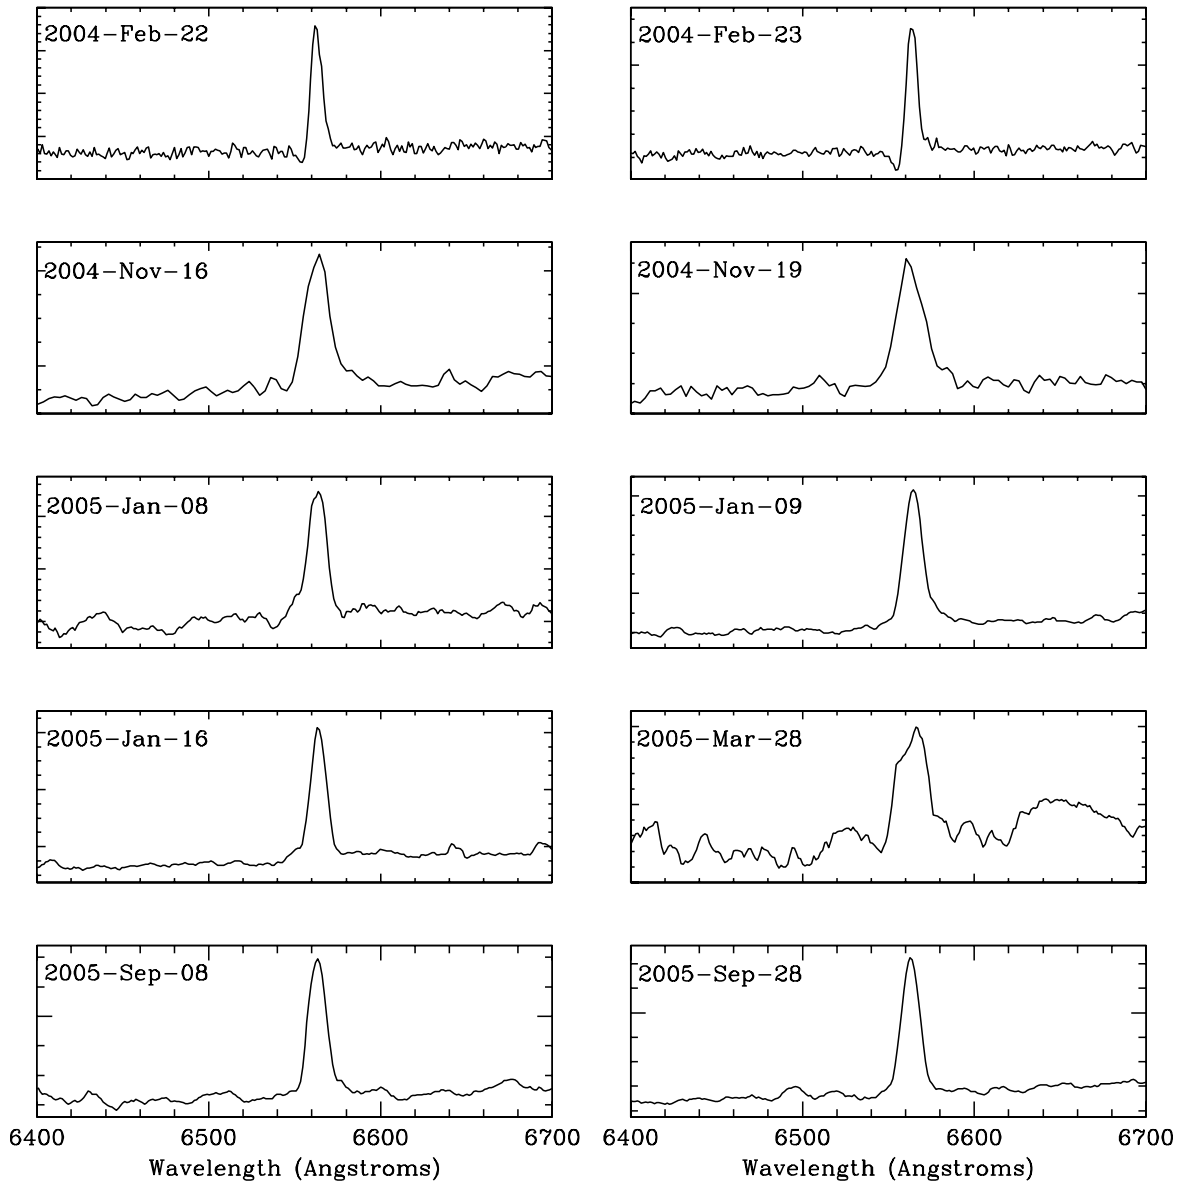 2004-Feb-22
2004-Feb-23
2004-Nov-16
2004-Nov-19
2005-Jan-08
2005-Jan-09
2005-Jan-16
2005-Mar-28
2005-Sep-08
2005-Sep-28
6400 6500 6600 6700
6400 6500 6600 6700
Wavelength (Angstroms)
Wavelength (Angstroms)